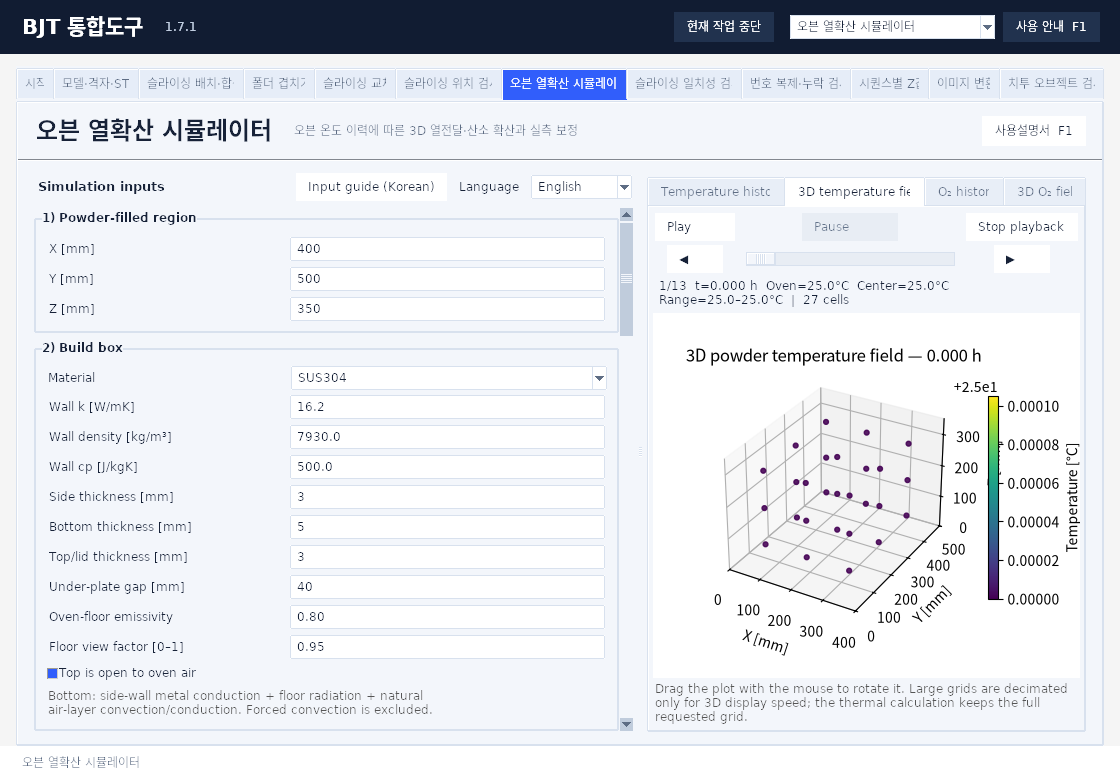 BJT 통합도구 1.7.1 현재 작업 중단 오븐 열확산 시뮬레이터 사용 안내 F1
모델·격자·ST 슬라이싱 배치·합 폴더 겹치기 슬라이싱 위치 검 오븐 열확산 시뮬레이 슬라이싱 일치성 검 번호 복제·누락 검 시퀀스별 이미지 변환 치투 오브젝트 검
오븐 열확산 시뮬레이터 오븐 온도 이력에 따른 3D 열전달·산소 확산과 실측 보정 사용설명서 F1
Simulation inputs Input guide (Korean) Language English
1) Powder-filled region
X [mm] 400
Y [mm] 500
Z [mm] 350
2) Build box
Material SUS304
Wall k [W/mK] 16.2
Wall density [kg/m³] 7930.0
Wall cp [J/kgK] 500.0
Side thickness [mm] 3
Bottom thickness [mm] 5
Top/lid thickness [mm] 3
Under-plate gap [mm] 40
Oven-floor emissivity 0.80
Floor view factor [0–1] 0.95
Top is open to oven air
Bottom: side-wall metal conduction + floor radiation + natural
air-layer convection/conduction. Forced convection is excluded.
Temperature histo 3D temperature fie O₂ histor 3D O₂ fiel
Play Pause Stop playback
◀ ▶
1/13 t=0.000 h Oven=25.0°C Center=25.0°C
Range=25.0–25.0°C | 27 cells
3D powder temperature field — 0.000 h
+2.5e1
0.00010
0.00008
0.00006
0.00004
0.00002
0.00000
Temperature [°C]
300
200
100
0
500
400
300
200
100
0
Y [mm]
0
100
200
300
400
X [mm]
Drag the plot with the mouse to rotate it. Large grids are decimated
only for 3D display speed; the thermal calculation keeps the full
requested grid.
오븐 열확산 시뮬레이터